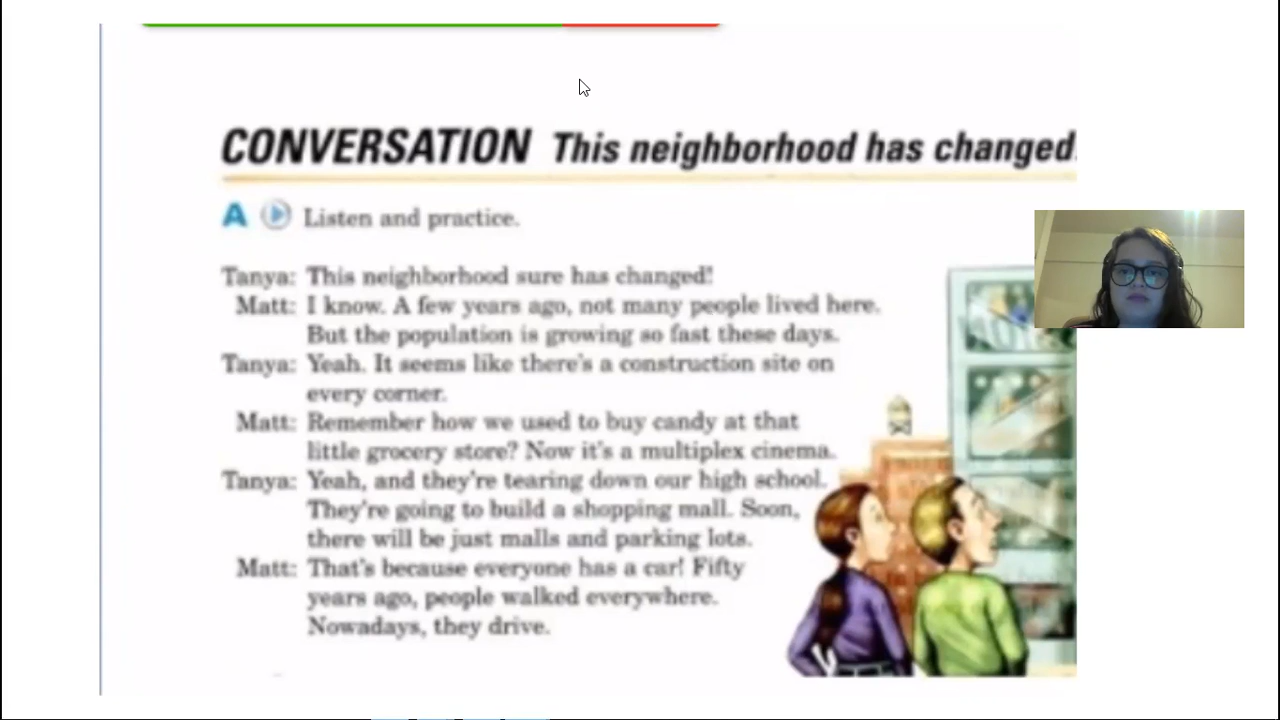 CONVERSATION This neighborhood has changed!
A Listen and practice.
Tanya: This neighborhood sure has changed!
Matt: I know. A few years ago, not many people lived here.
But the population is growing so fast these days.
Tanya: Yeah. It seems like there's a construction site on
every corner.
Matt: Remember how we used to buy candy at that
little grocery store? Now it's a multiplex cinema.
Tanya: Yeah, and they're tearing down our high school.
They're going to build a shopping mall. Soon,
there will be just malls and parking lots.
Matt: That's because everyone has a car! Fifty
years ago, people walked everywhere.
Nowadays, they drive.